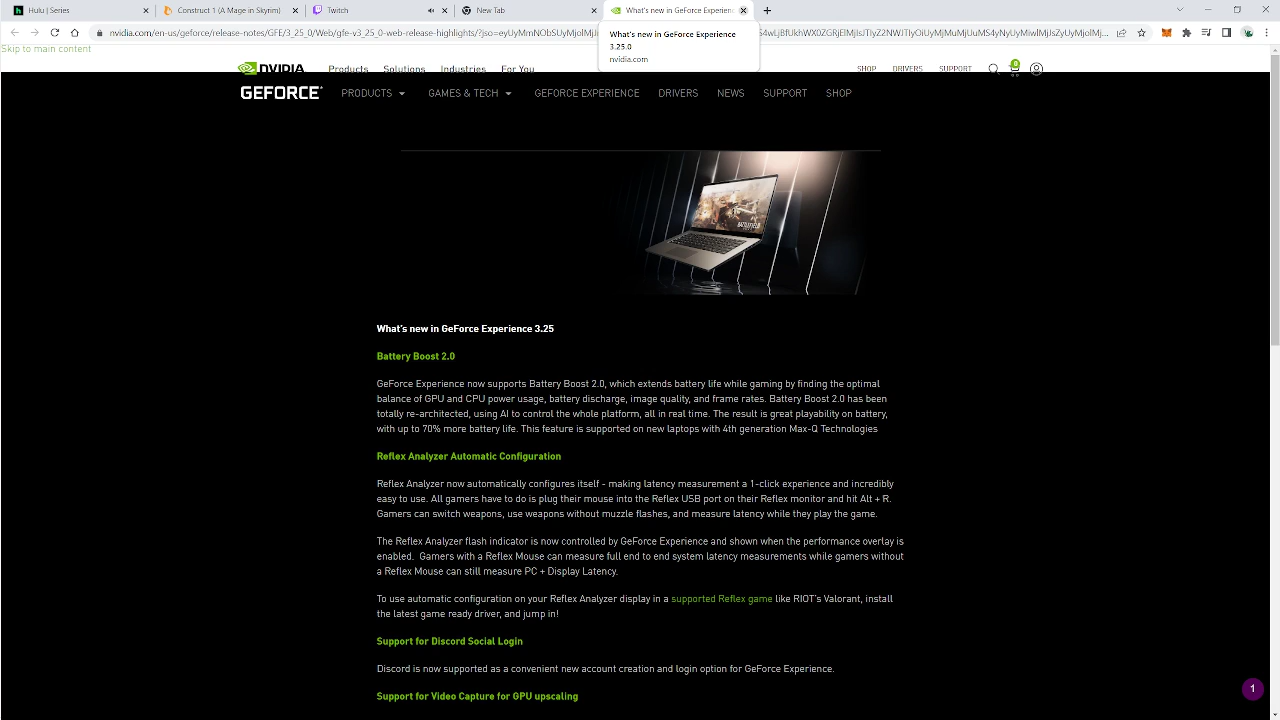 Hulu | Series
Construct 1 (A Mage in Skyrim)
Twitch
New Tab
What's new in GeForce Experience
nvidia.com/en-us/geforce/release-notes/GFE/3_25_0/Web/gfe-v3_25_0-web-release-highlights/?
What's new in GeForce Experience
3.25.0
nvidia.com
Skip to main content
NVIDIA
Products
Solutions
Industries
For You
SHOP
DRIVERS
SUPPORT
0
GEFORCE
PRODUCTS
GAMES & TECH
GEFORCE EXPERIENCE
DRIVERS
NEWS
SUPPORT
SHOP
BATTLEFIELD
What's new in GeForce Experience 3.25
Battery Boost 2.0
GeForce Experience now supports Battery Boost 2.0, which extends battery life while gaming by finding the optimal
balance of GPU and CPU power usage, battery discharge, image quality, and frame rates. Battery Boost 2.0 has been
totally re-architected, using AI to control the whole platform, all in real time. The result is great playability on battery,
with up to 70% more battery life. This feature is supported on new laptops with 4th generation Max-Q Technologies
Reflex Analyzer Automatic Configuration
Reflex Analyzer now automatically configures itself - making latency measurement a 1-click experience and incredibly
easy to use. All gamers have to do is plug their mouse into the Reflex USB port on their Reflex monitor and hit Alt + R.
Gamers can switch weapons, use weapons without muzzle flashes, and measure latency while they play the game.
The Reflex Analyzer flash indicator is now controlled by GeForce Experience and shown when the performance overlay is
enabled. Gamers with a Reflex Mouse can measure full end to end system latency measurements while gamers without
a Reflex Mouse can still measure PC + Display Latency.
To use automatic configuration on your Reflex Analyzer display in a supported Reflex game like RIOT's Valorant, install
the latest game ready driver, and jump in!
Support for Discord Social Login
Discord is now supported as a convenient new account creation and login option for GeForce Experience.
Support for Video Capture for GPU upscaling
1